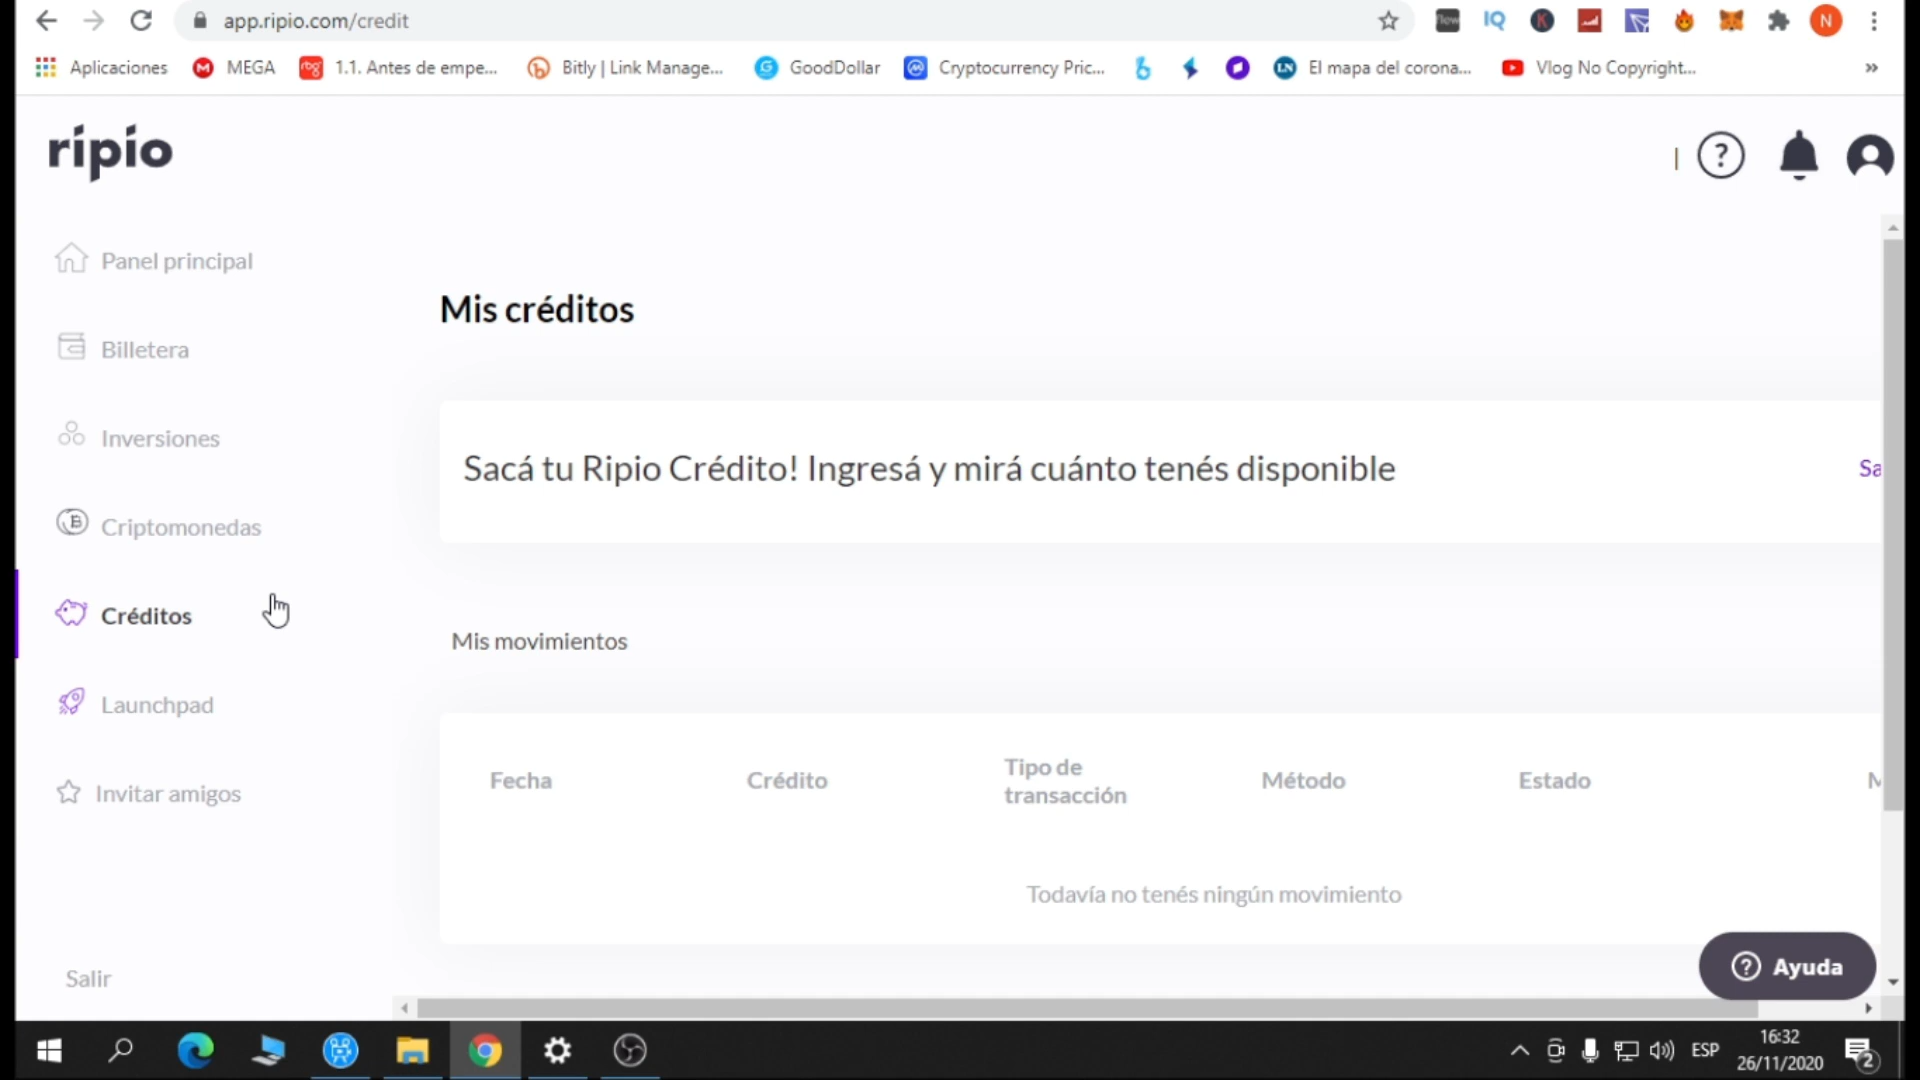 app.ripio.com/credit
Aplicaciones MEGA 1.1. Antes de empe... Bitly | Link Manage... GoodDollar Cryptocurrency Pric... El mapa del corona... Vlog No Copyright... »
ripio
Panel principal
Billetera
Inversiones
Criptomonedas
Créditos
Launchpad
Invitar amigos
Salir
Mis créditos
Sacá tu Ripio Crédito! Ingresá y mirá cuánto tenés disponible
Sa
Mis movimientos
Fecha Crédito Tipo de transacción Método Estado
Todavía no tenés ningún movimiento
? Ayuda
ESP
16:32
26/11/2020
2